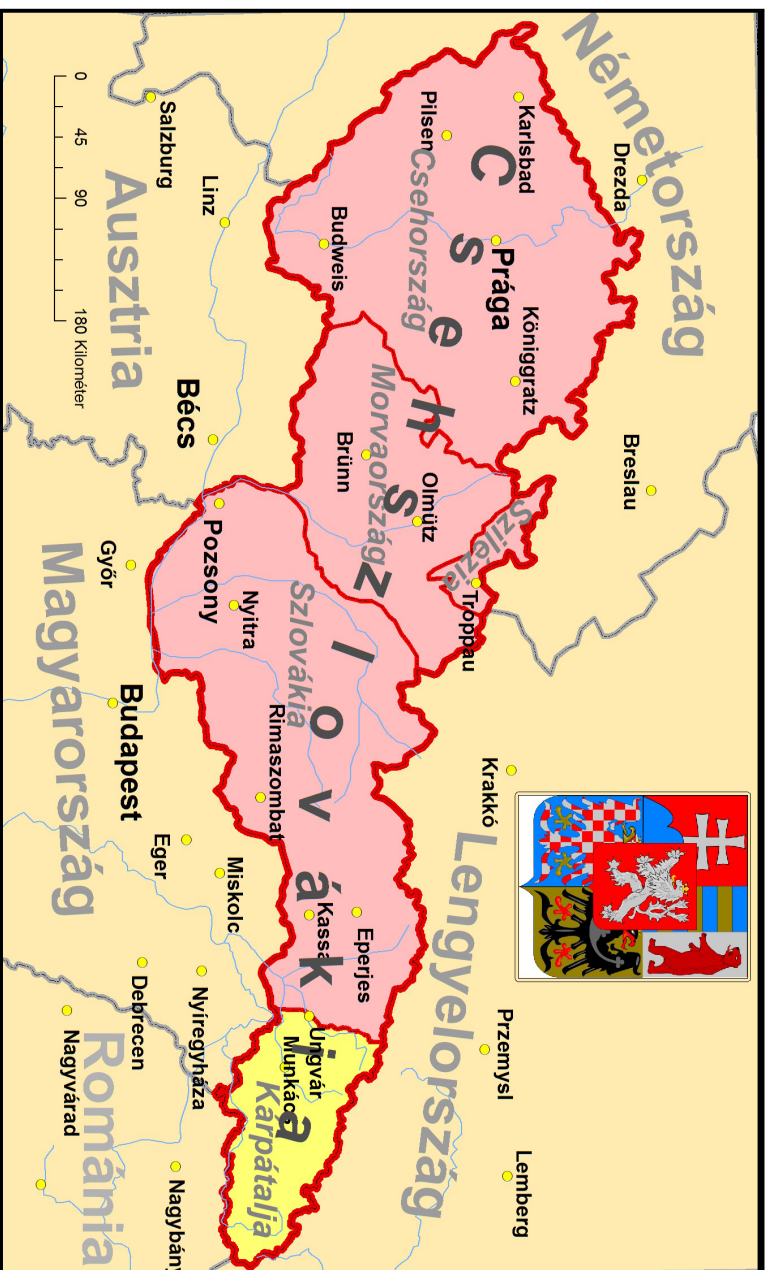 Németország
Drezda
Breslau
Karlsbad
Pilsen
Prága
Königgratz
Budweis
Csehország
Csehszlovákia
Morvaország
Brünn
Olmütz
Szilézia
Troppau
Krakkó
Lengyelország
Przemysl
Lemberg
Salzburg
Linz
Ausztria
Bécs
Pozsony
Nyitra
Szlovákia
Rimaszombat
Kassa
Eperjes
Ungvár
Munkács
Kárpátalja
Győr
Magyarország
Budapest
Eger
Miskolc
Debrecen
Nyíregyháza
Nagyvárad
Románia
Nagybány
0 45 90 180 Kilométer